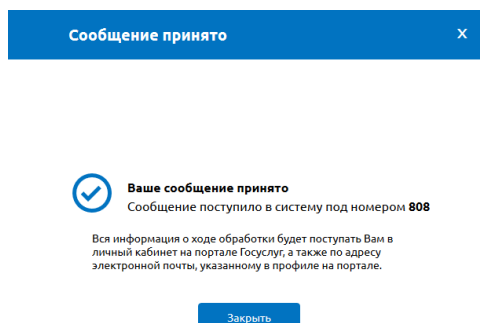 Сообщение принято x
Ваше сообщение принято
Сообщение поступило в систему под номером 808
Вся информация о ходе обработки будет поступать Вам в
личный кабинет на портале Госуслуг, а также по адресу
электронной почты, указанному в профиле на портале.
Закрыть